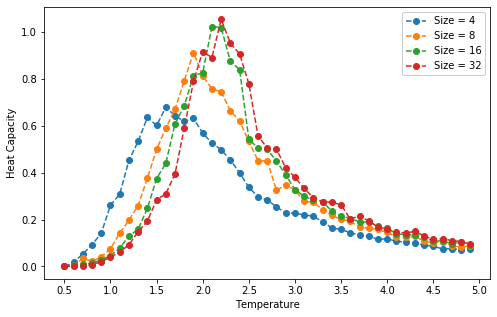 Size = 4
Size = 8
Size = 16
Size = 32
1.0
0.8
0.6
0.4
0.2
0.0
Heat Capacity
0.5 1.0 1.5 2.0 2.5 3.0 3.5 4.0 4.5 5.0
Temperature